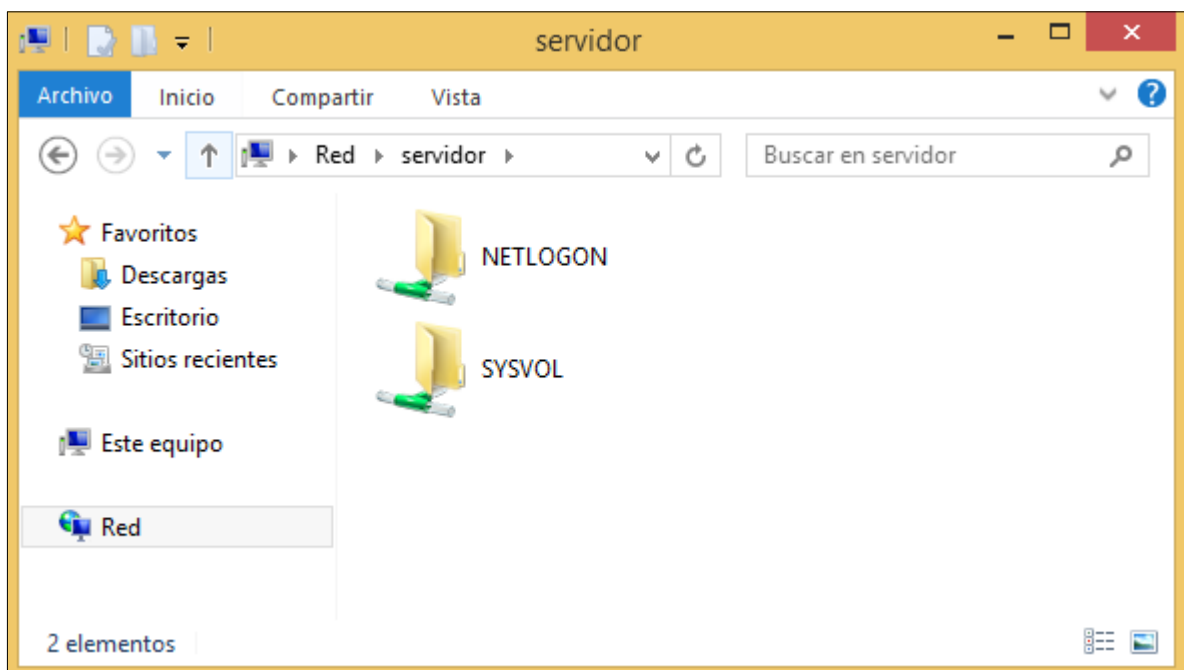 servidor
Archivo Inicio Compartir Vista
Red servidor Buscar en servidor
Favoritos
Descargas
Escritorio
Sitios recientes
Este equipo
Red
NETLOGON
SYSVOL
2 elementos